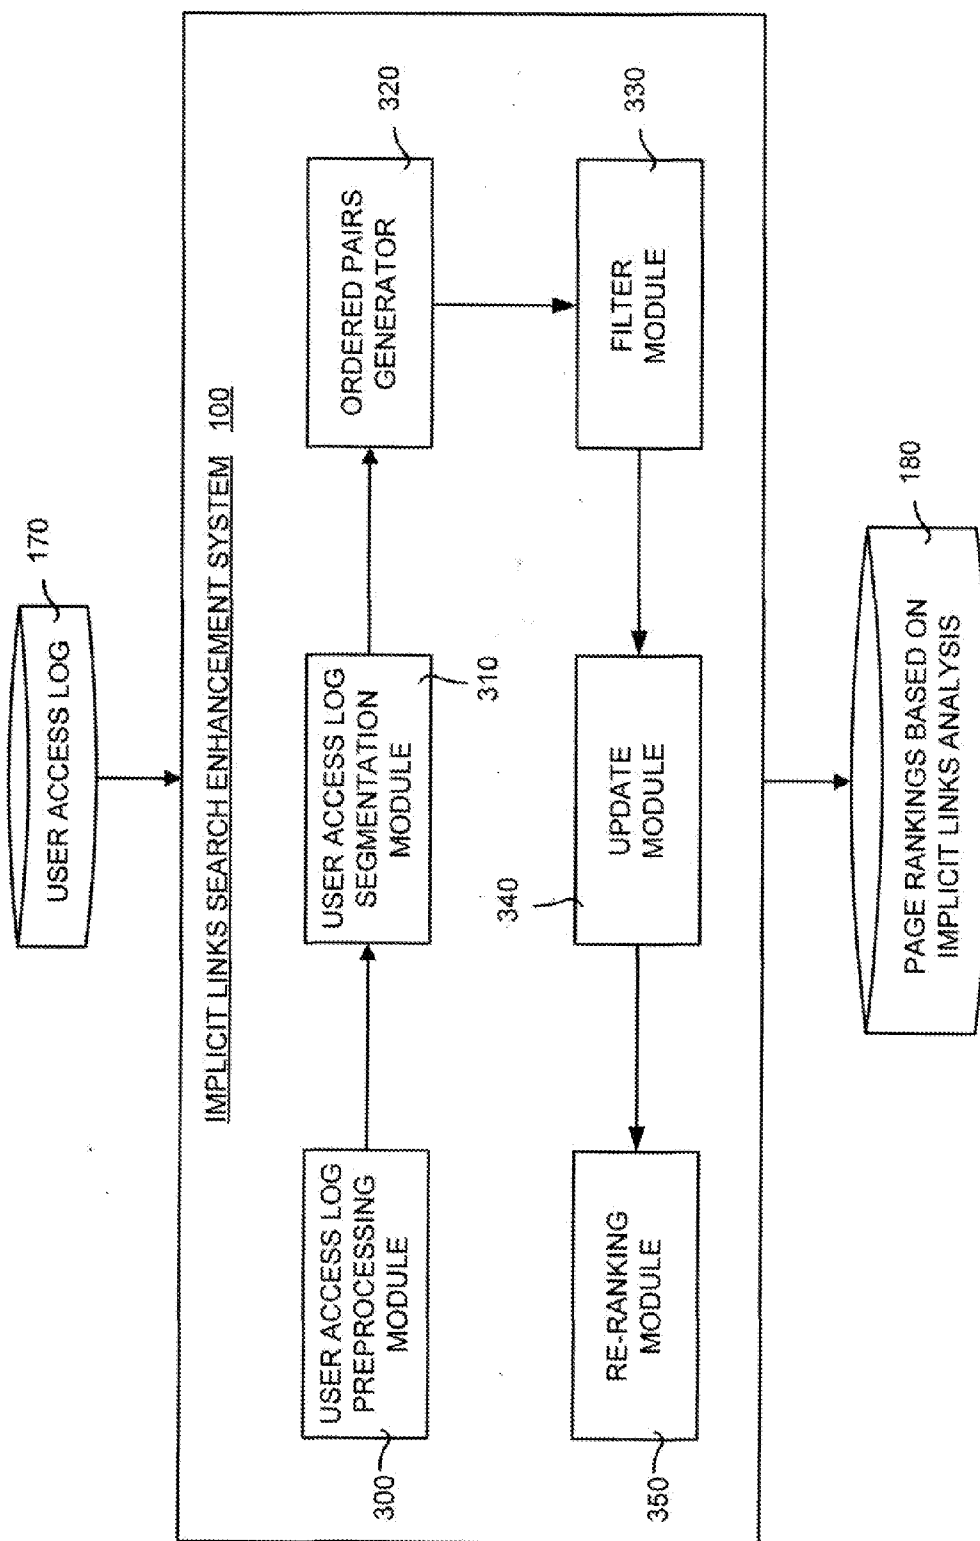 USER ACCESS LOG
170
IMPLICIT LINKS SEARCH ENHANCEMENT SYSTEM 100
USER ACCESS LOG
PREPROCESSING
MODULE
300
USER ACCESS LOG
SEGMENTATION
MODULE
310
ORDERED PAIRS
GENERATOR
320
RE-RANKING
MODULE
350
UPDATE
MODULE
340
FILTER
MODULE
330
PAGE RANKINGS BASED ON
IMPLICIT LINKS ANALYSIS
180